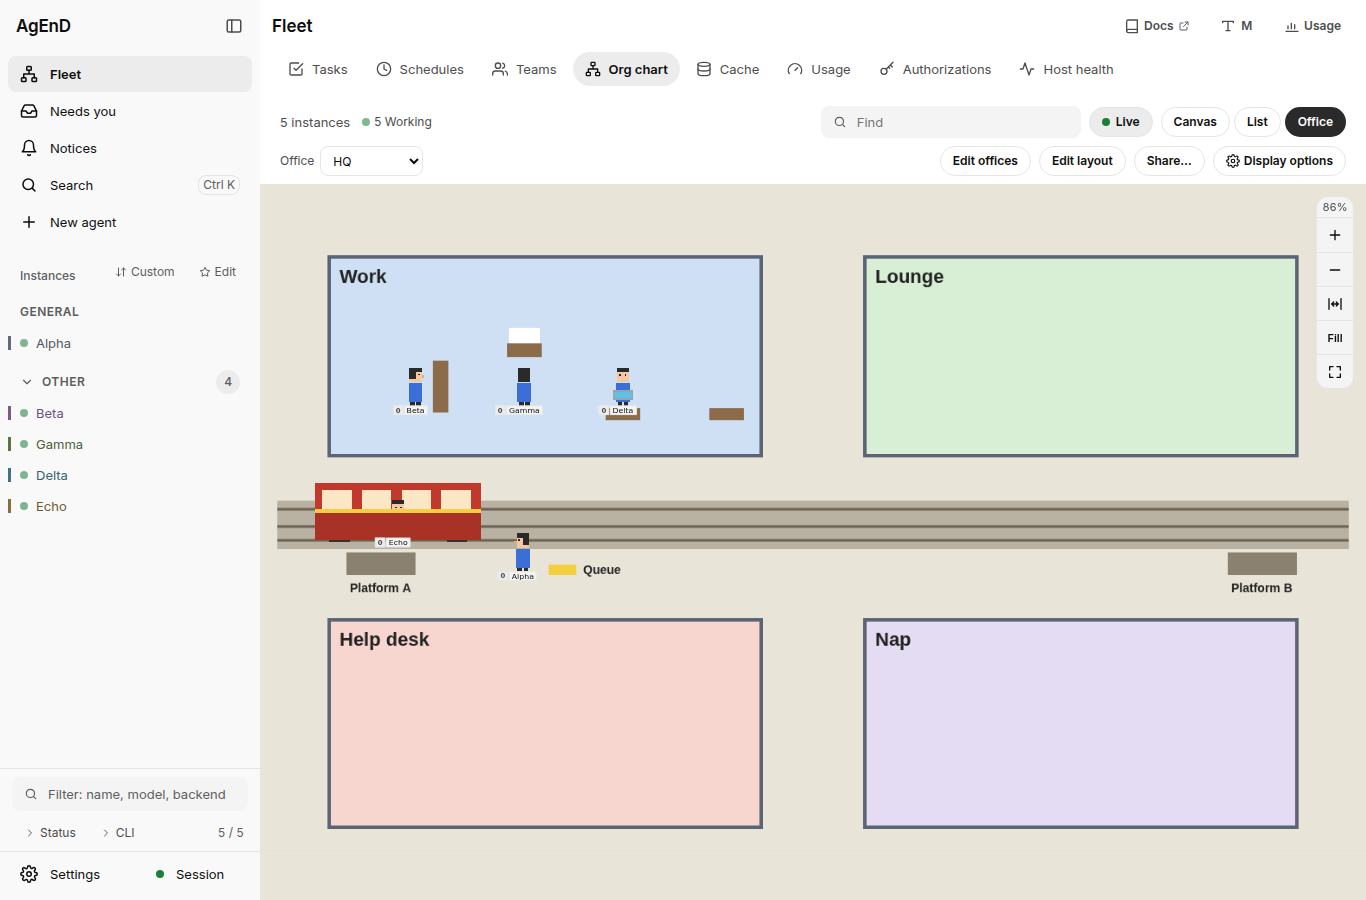 AgEnD
Fleet
Needs you
Notices
Search Ctrl K
New agent
Instances Custom Edit
GENERAL
Alpha
OTHER 4
Beta
Gamma
Delta
Echo
Filter: name, model, backend
Status CLI 5 / 5
Settings Session
Fleet Docs M Usage
Tasks Schedules Teams Org chart Cache Usage Authorizations Host health
5 instances 5 Working Find Live Canvas List Office
Office HQ Edit offices Edit layout Share... Display options
86%
Fill
Work
Lounge
0 Beta
0 Gamma
0 Delta
0 Echo
0 Alpha
Queue
Platform A
Platform B
Help desk
Nap